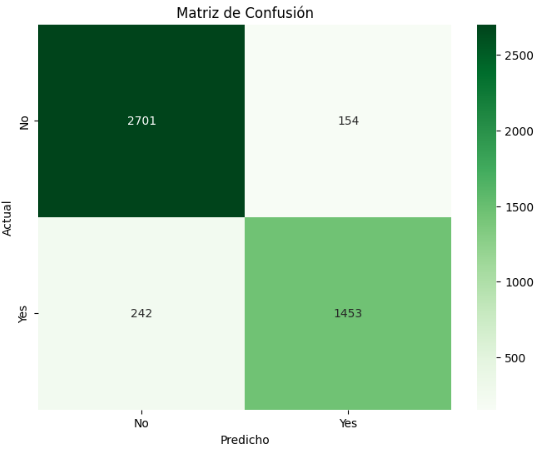 Matriz de Confusión
No
2701
154
Actual
Yes
242
1453
No
Yes
Predicho
2500
2000
1500
1000
500